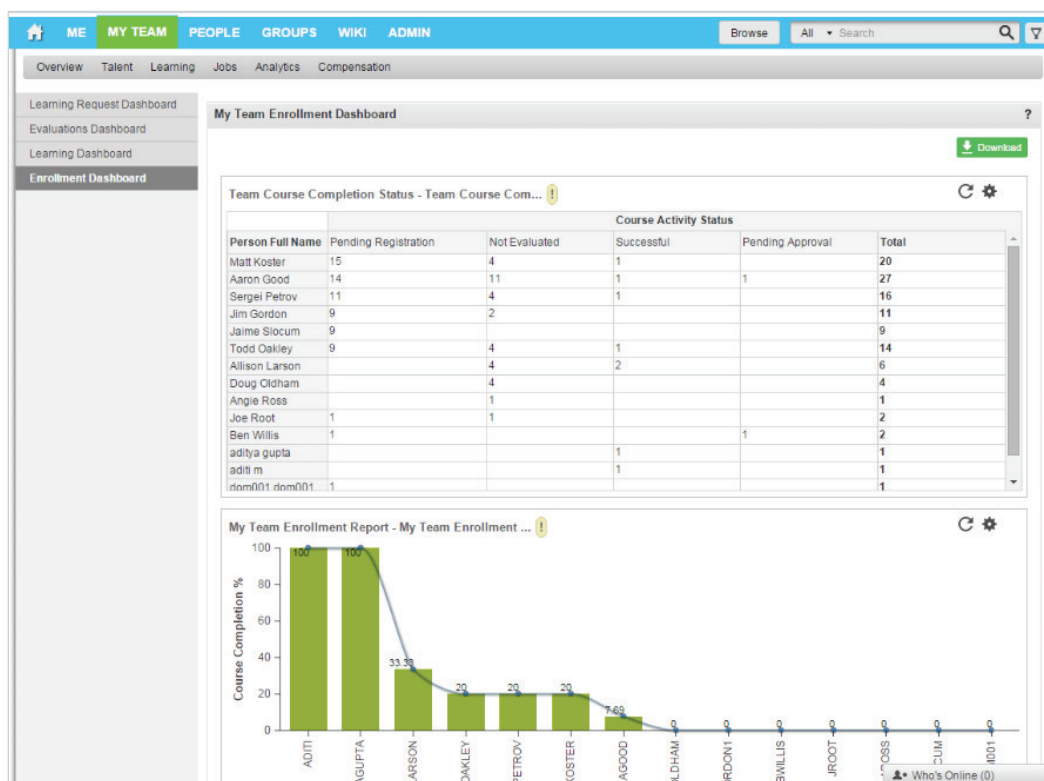 ME MY TEAM PEOPLE GROUPS WIKI ADMIN Browse All Search
Overview Talent Learning Jobs Analytics Compensation
Learning Request Dashboard
Evaluations Dashboard
Learning Dashboard
Enrollment Dashboard
My Team Enrollment Dashboard ?
Download
Team Course Completion Status - Team Course Com... !
Course Activity Status
Person Full Name Pending Registration Not Evaluated Successful Pending Approval Total
Matt Koster 15 4 1 20
Aaron Good 14 11 1 1 27
Sergei Petrov 11 4 1 16
Jim Gordon 9 2 11
Jaime Slocum 9 9
Todd Oakley 9 4 1 14
Allison Larson 4 2 6
Doug Oldham 4 4
Angie Ross 1 1
Joe Root 1 1 2
Ben Willis 1 1 2
aditya gupta 1 1
aditi m 1 1
dom001 dom001 1 1
My Team Enrollment Report - My Team Enrollment ... !
Course Completion %
100
80
60
40
20
0
100 100 33.33 20 20 20 7.69 0 0 0 0 0 0 0
ADITI AGUPTA LARSON OAKLEY PETROV KOSTER AGOOD OLDHAM RDON1 BWILLIS JROOT ROSS CUM M001
Who's Online (0)